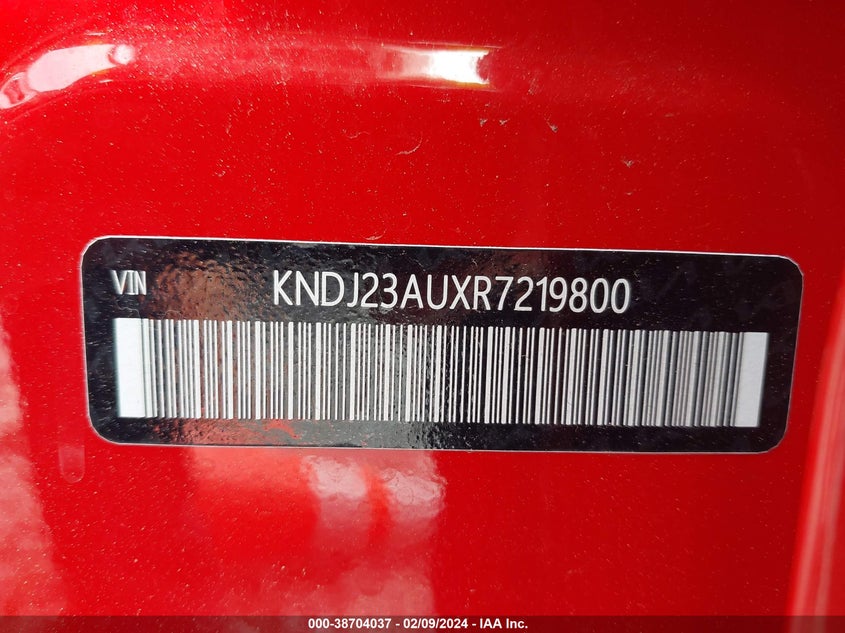 VIN KNDJ23AUXR7219800
000-38704037 - 02/09/2024 - IAA Inc.